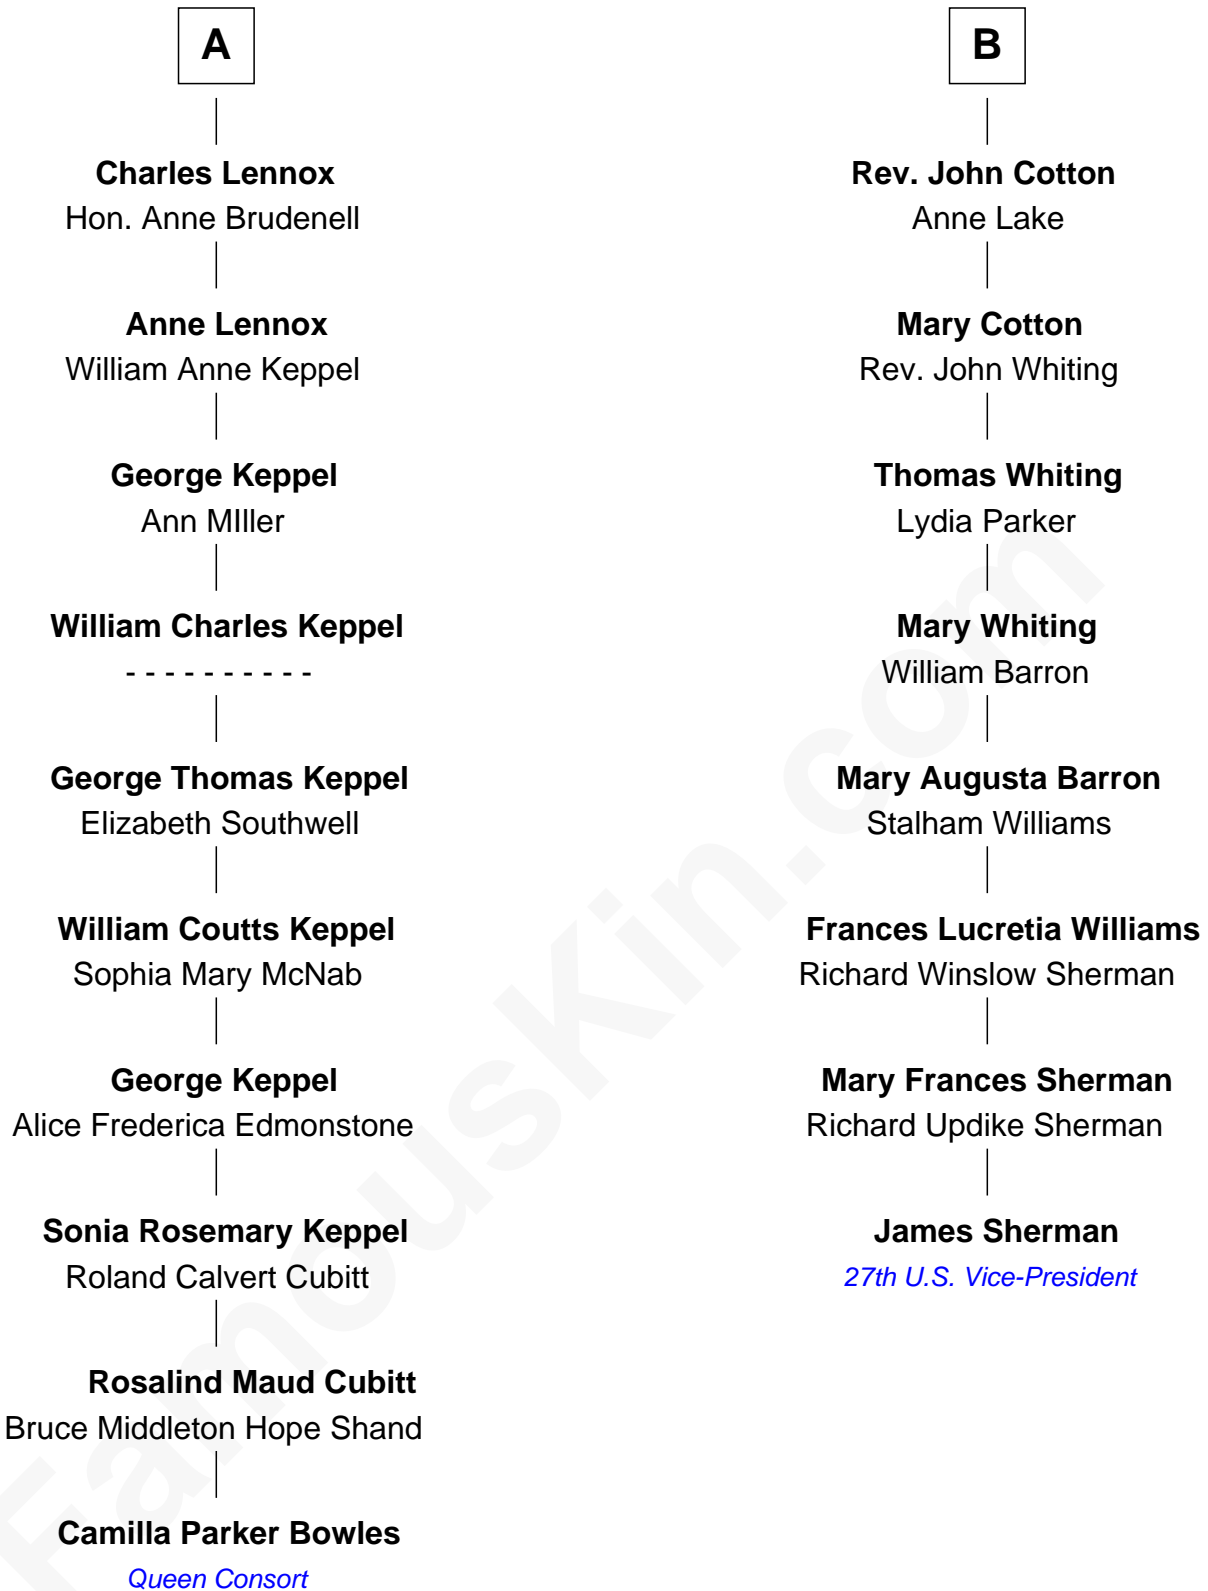 A
Charles Lennox
Hon. Anne Brudenell
Anne Lennox
William Anne Keppel
George Keppel
Ann MIller
William Charles Keppel
- - - - - - - - - -
George Thomas Keppel
Elizabeth Southwell
William Coutts Keppel
Sophia Mary McNab
George Keppel
Alice Frederica Edmonstone
Sonia Rosemary Keppel
Roland Calvert Cubitt
Rosalind Maud Cubitt
Bruce Middleton Hope Shand
Camilla Parker Bowles
Queen Consort
B
Rev. John Cotton
Anne Lake
Mary Cotton
Rev. John Whiting
Thomas Whiting
Lydia Parker
Mary Whiting
William Barron
Mary Augusta Barron
Stalham Williams
Frances Lucretia Williams
Richard Winslow Sherman
Mary Frances Sherman
Richard Updike Sherman
James Sherman
27th U.S. Vice-President
FamousKin.com